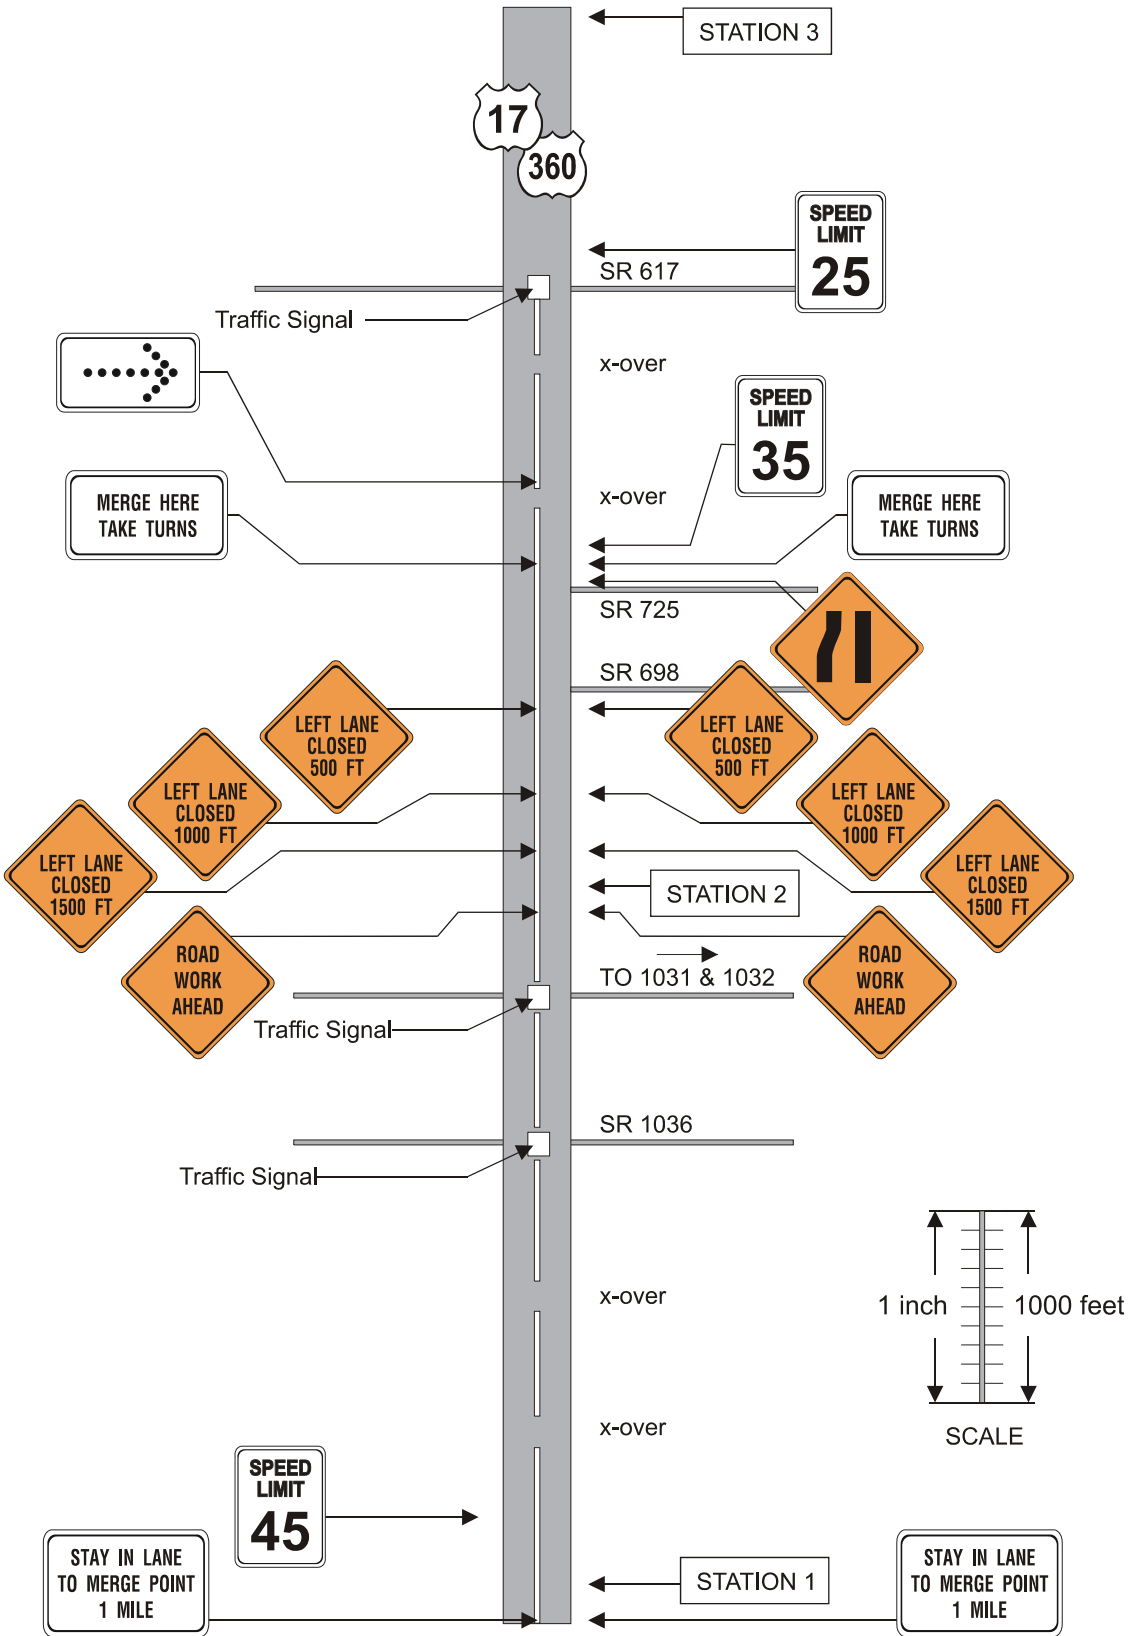 STATION 3
17
360
SPEED
LIMIT
25
SR 617
Traffic Signal
x-over
SPEED
LIMIT
35
x-over
MERGE HERE
TAKE TURNS
MERGE HERE
TAKE TURNS
SR 725
SR 698
LEFT LANE
CLOSED
500 FT
LEFT LANE
CLOSED
500 FT
LEFT LANE
CLOSED
1000 FT
LEFT LANE
CLOSED
1000 FT
LEFT LANE
CLOSED
1500 FT
LEFT LANE
CLOSED
1500 FT
STATION 2
ROAD
WORK
AHEAD
TO 1031 & 1032
ROAD
WORK
AHEAD
Traffic Signal
SR 1036
Traffic Signal
x-over
1 inch
1000 feet
x-over
SCALE
SPEED
LIMIT
45
STAY IN LANE
TO MERGE POINT
1 MILE
STATION 1
STAY IN LANE
TO MERGE POINT
1 MILE